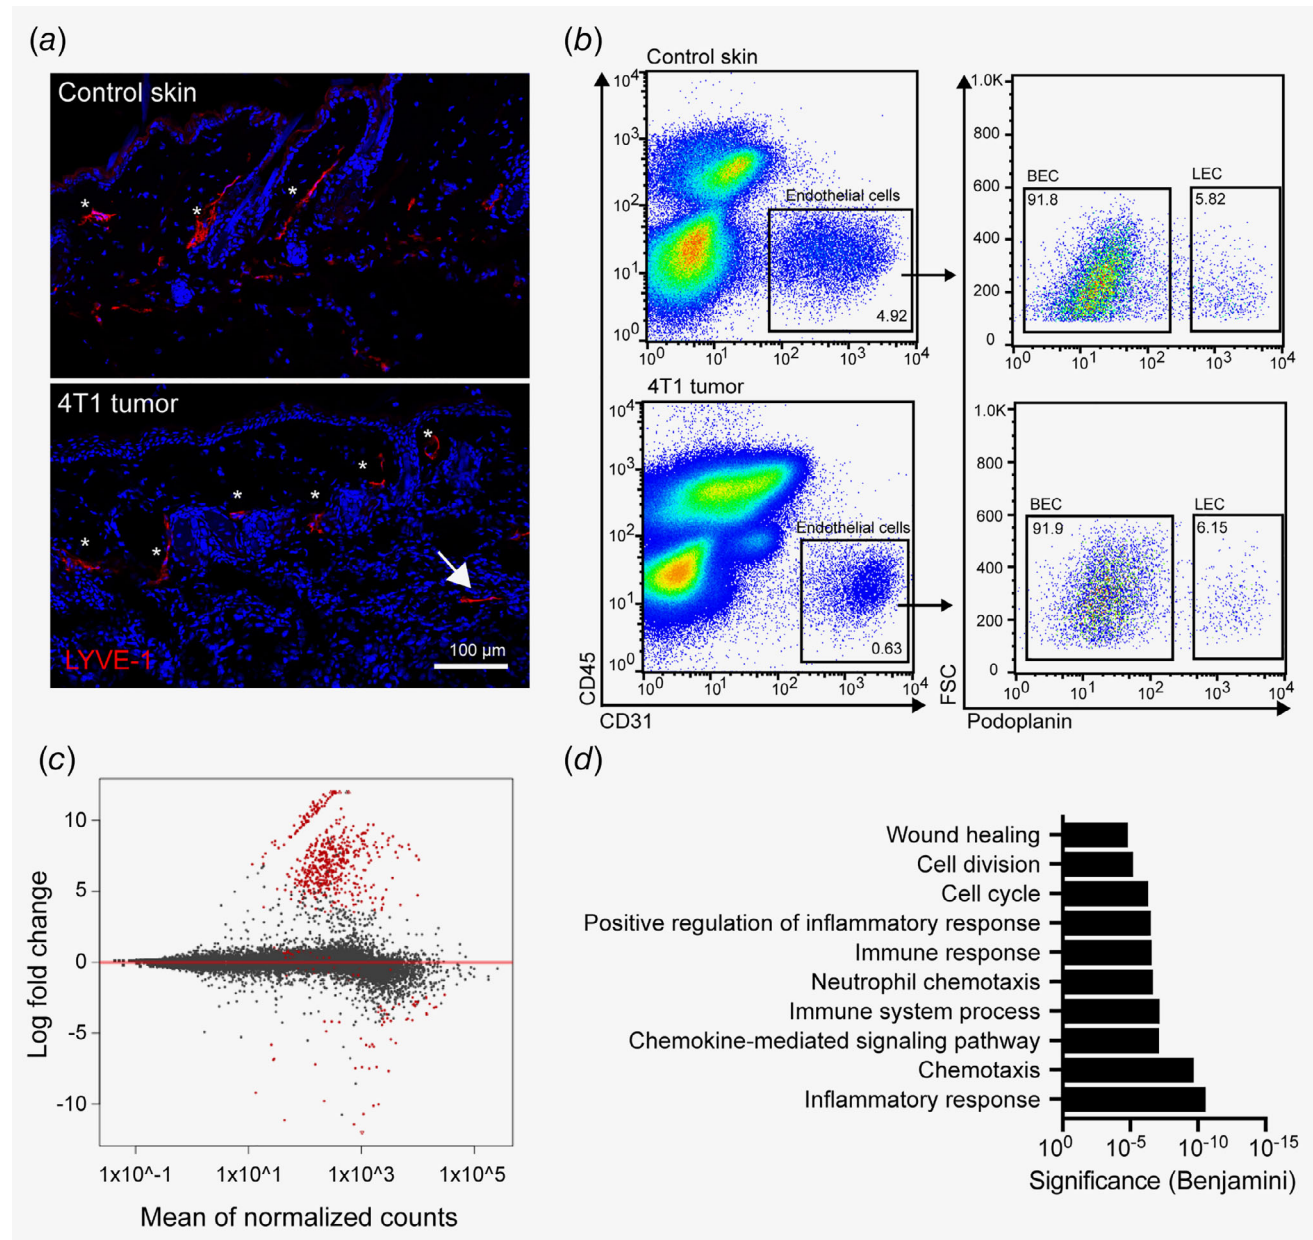 (a)
Control skin
*
*
*
4T1 tumor
*
*
*
*
*
*
LYVE-1
100 µm
(b)
Control skin
10^4
10^3
10^2
10^1
10^0
Endothelial cells
4.92
10^0 10^1 10^2 10^3 10^4
1.0K
800
600
400
200
0
BEC
91.8
LEC
5.82
10^0 10^1 10^2 10^3 10^4
4T1 tumor
10^4
10^3
10^2
10^1
10^0
Endothelial cells
0.63
10^0 10^1 10^2 10^3 10^4
CD45
CD31
1.0K
800
600
400
200
0
BEC
91.9
LEC
6.15
10^0 10^1 10^2 10^3 10^4
FSC
Podoplanin
(c)
Log fold change
10
5
0
-5
-10
1x10^-1 1x10^1 1x10^3 1x10^5
Mean of normalized counts
(d)
Wound healing
Cell division
Cell cycle
Positive regulation of inflammatory response
Immune response
Neutrophil chemotaxis
Immune system process
Chemokine-mediated signaling pathway
Chemotaxis
Inflammatory response
10^0 10^-5 10^-10 10^-15
Significance (Benjamini)